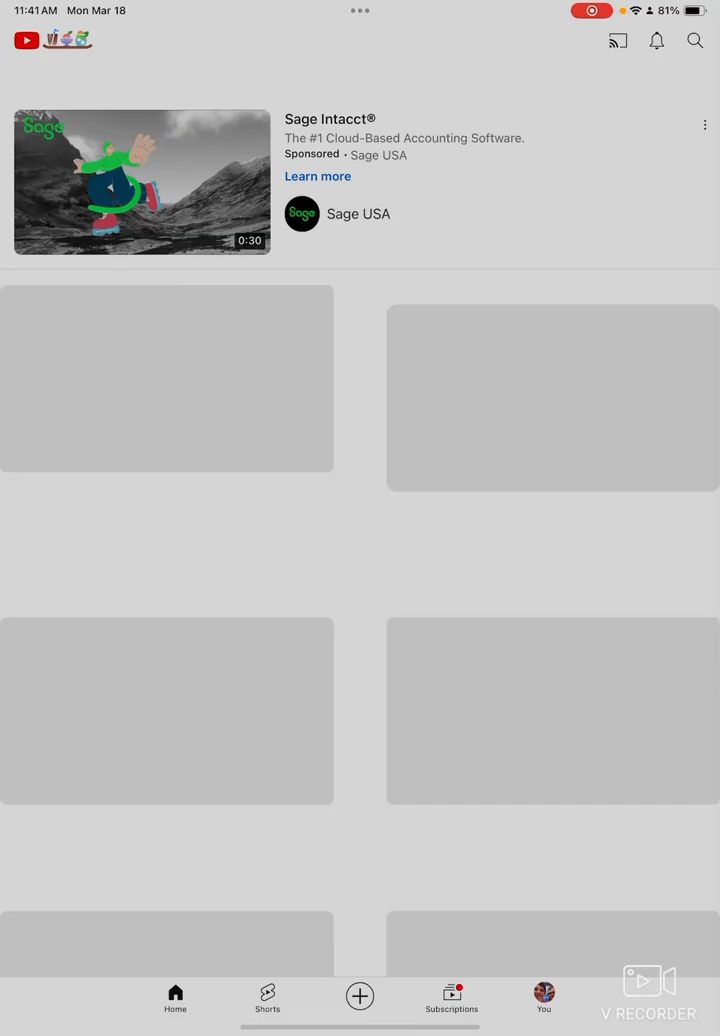 11:41 AM Mon Mar 18
81%
Sage
0:30
Sage Intacct®
The #1 Cloud-Based Accounting Software.
Sponsored · Sage USA
Learn more
Sage
Sage USA
Home
Shorts
Subscriptions
You
V RECORDER